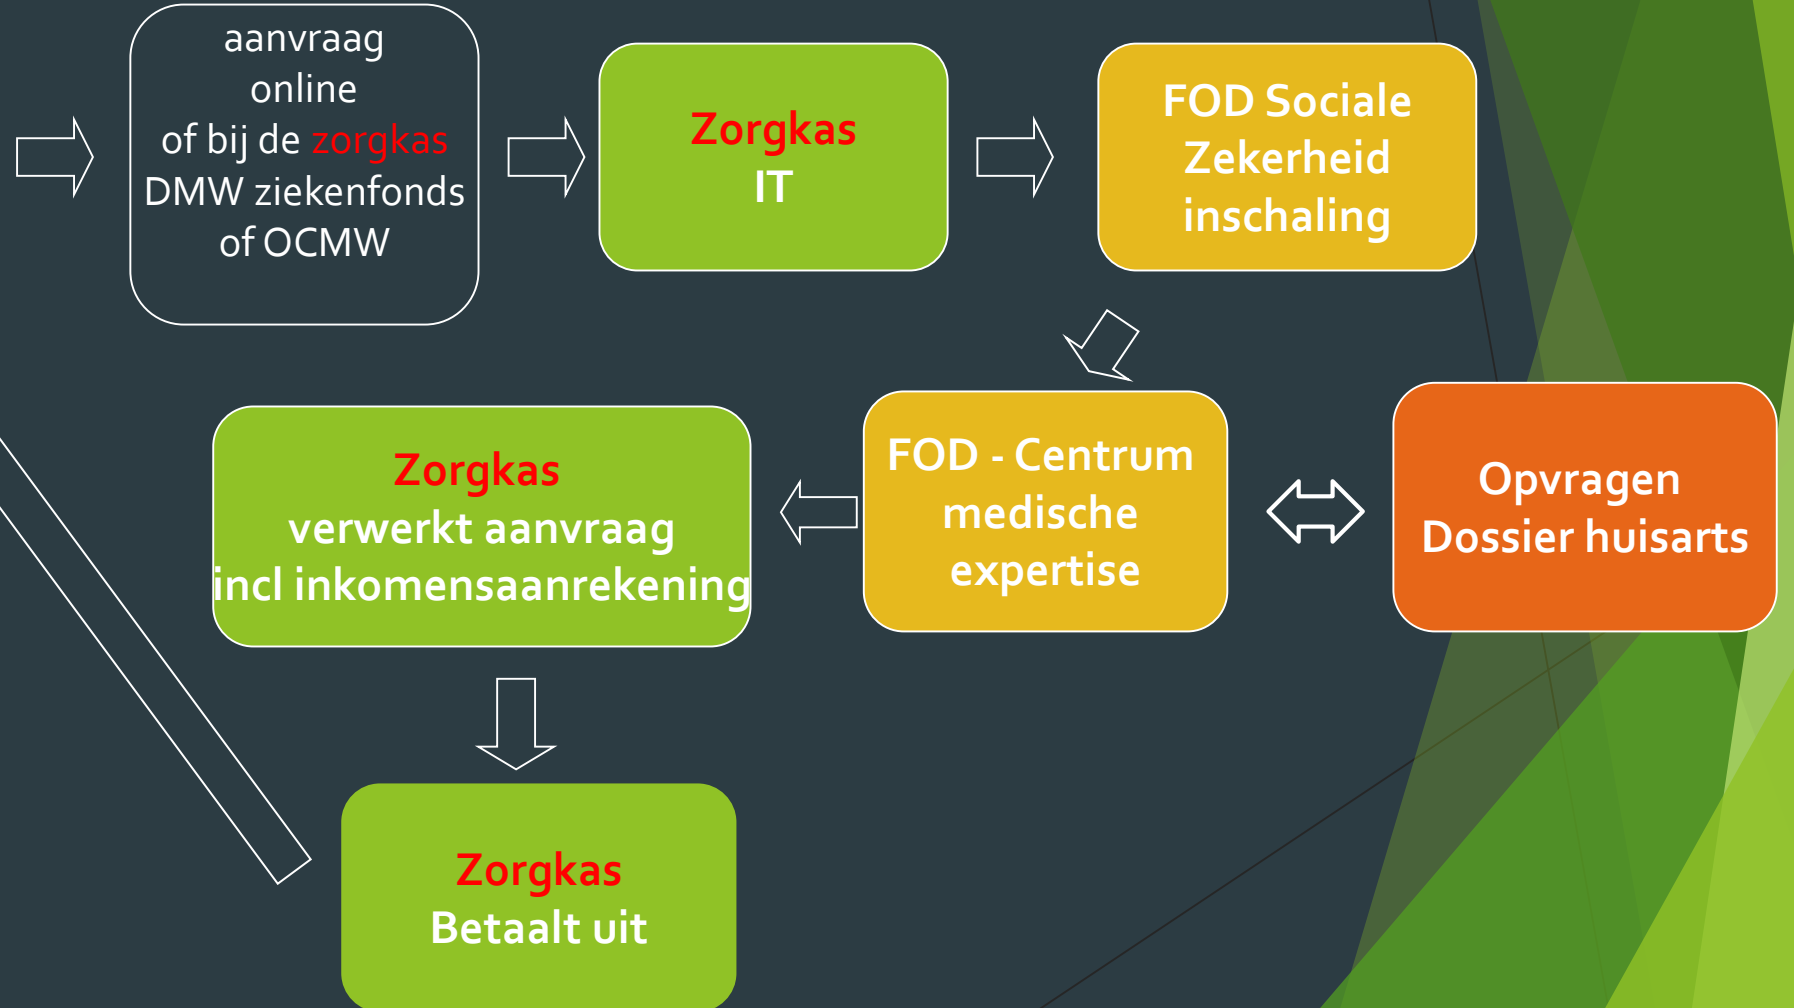 aanvraag
online
of bij de zorgkas
DMW ziekenfonds
of OCMW
Zorgkas
IT
FOD Sociale
Zekerheid
inschaling
Zorgkas
verwerkt aanvraag
incl inkomensaanrekening
FOD - Centrum
medische
expertise
Opvragen
Dossier huisarts
Zorgkas
Betaalt uit